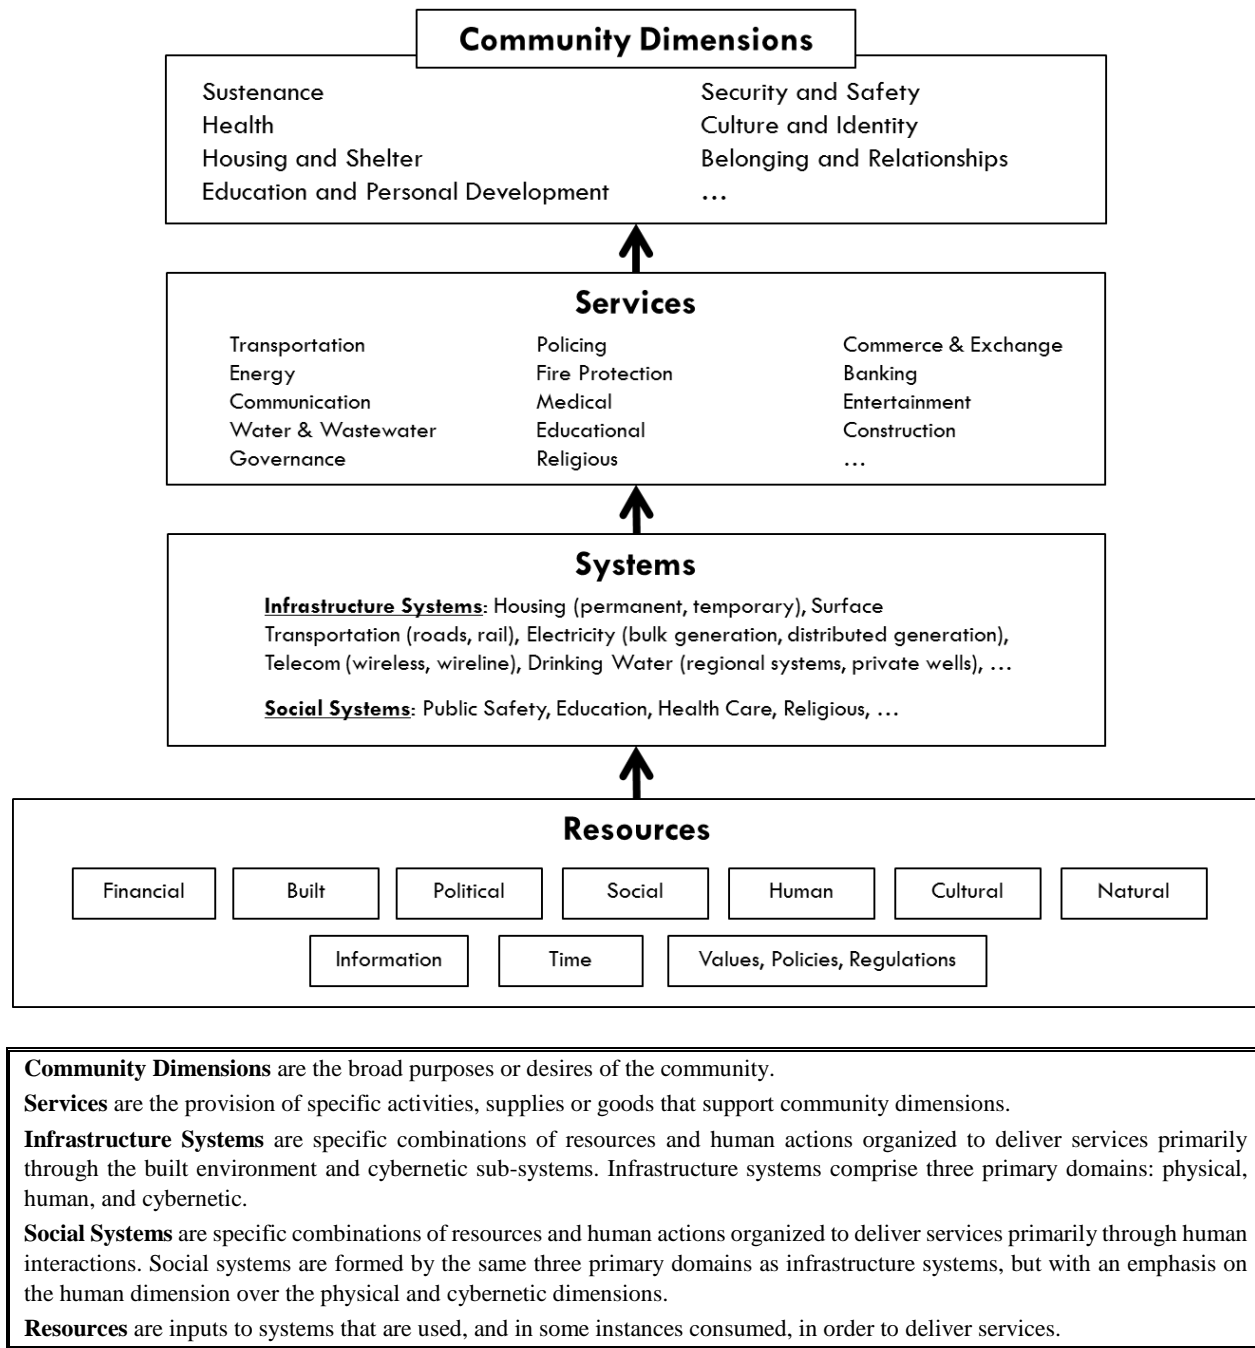 Community Dimensions
Sustenance
Health
Housing and Shelter
Education and Personal Development
Security and Safety
Culture and Identity
Belonging and Relationships
…
Services
Transportation
Energy
Communication
Water & Wastewater
Governance
Policing
Fire Protection
Medical
Educational
Religious
Commerce & Exchange
Banking
Entertainment
Construction
…
Systems
Infrastructure Systems: Housing (permanent, temporary), Surface
Transportation (roads, rail), Electricity (bulk generation, distributed generation),
Telecom (wireless, wireline), Drinking Water (regional systems, private wells), …
Social Systems: Public Safety, Education, Health Care, Religious, …
Resources
Financial
Built
Political
Social
Human
Cultural
Natural
Information
Time
Values, Policies, Regulations
Community Dimensions are the broad purposes or desires of the community.
Services are the provision of specific activities, supplies or goods that support community dimensions.
Infrastructure Systems are specific combinations of resources and human actions organized to deliver services primarily
through the built environment and cybernetic sub-systems. Infrastructure systems comprise three primary domains: physical,
human, and cybernetic.
Social Systems are specific combinations of resources and human actions organized to deliver services primarily through human
interactions. Social systems are formed by the same three primary domains as infrastructure systems, but with an emphasis on
the human dimension over the physical and cybernetic dimensions.
Resources are inputs to systems that are used, and in some instances consumed, in order to deliver services.